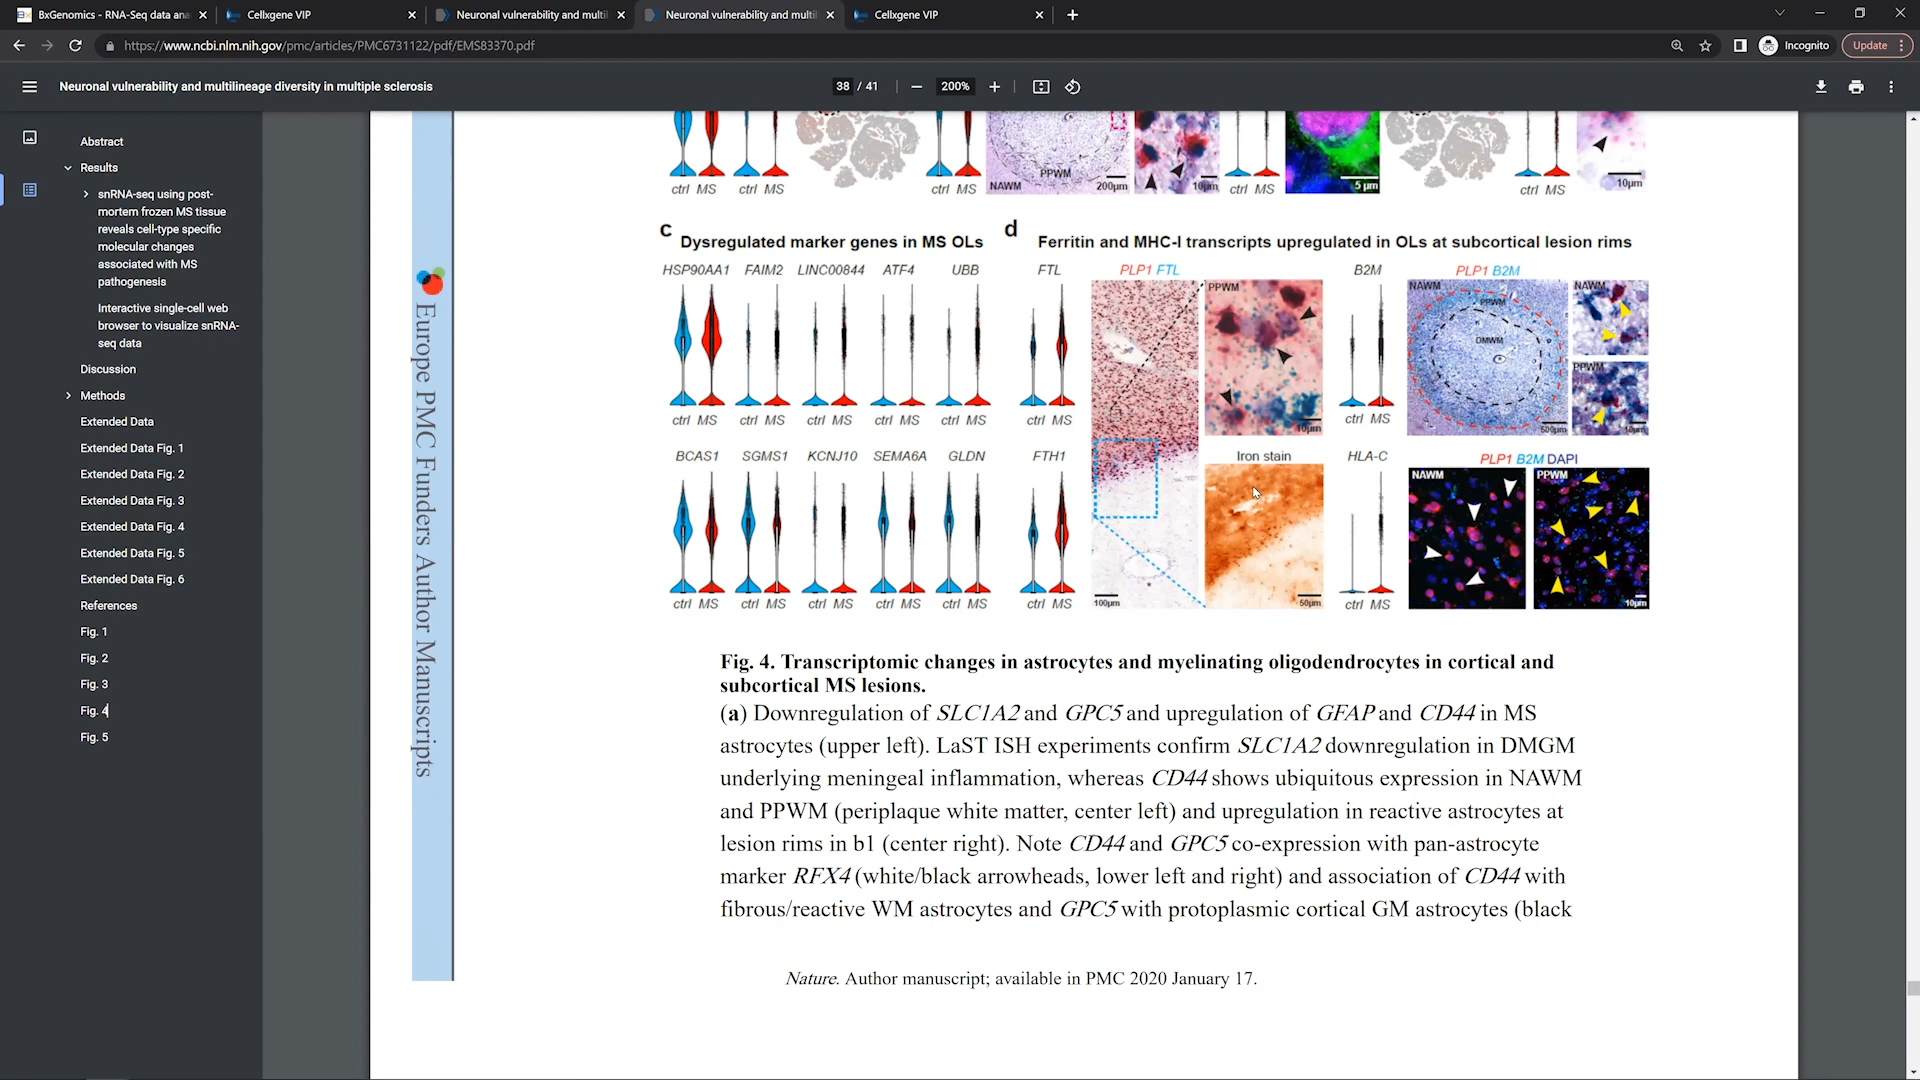 BxGenomics - RNA-Seq data ana
Cellxgene VIP
Neuronal vulnerability and multil
Neuronal vulnerability and multil
Cellxgene VIP
https://www.ncbi.nlm.nih.gov/pmc/articles/PMC6731122/pdf/EMS83370.pdf
Incognito
Update
Neuronal vulnerability and multilineage diversity in multiple sclerosis
38 / 41
200%
Abstract
Results
snRNA-seq using post-
mortem frozen MS tissue
reveals cell-type specific
molecular changes
associated with MS
pathogenesis
Interactive single-cell web
browser to visualize snRNA-
seq data
Discussion
Methods
Extended Data
Extended Data Fig. 1
Extended Data Fig. 2
Extended Data Fig. 3
Extended Data Fig. 4
Extended Data Fig. 5
Extended Data Fig. 6
References
Fig. 1
Fig. 2
Fig. 3
Fig. 4
Fig. 5
Europe PMC Funders Author Manuscripts
ctrl MS ctrl MS ctrl MS NAWM PPWM 200µm 10µm ctrl MS 5 µm ctrl MS 10µm
c Dysregulated marker genes in MS OLs
HSP90AA1 FAIM2 LINC00844 ATF4 UBB
ctrl MS ctrl MS ctrl MS ctrl MS ctrl MS
BCAS1 SGMS1 KCNJ10 SEMA6A GLDN
ctrl MS ctrl MS ctrl MS ctrl MS ctrl MS
d Ferritin and MHC-I transcripts upregulated in OLs at subcortical lesion rims
FTL PLP1 FTL B2M PLP1 B2M
PPWM NAWM PPWM DMWM NAWM
PPWM
ctrl MS 10µm ctrl MS 500µm 10µm
FTH1 Iron stain HLA-C PLP1 B2M DAPI
NAWM PPWM
ctrl MS 100µm 50µm ctrl MS 10µm
Fig. 4. Transcriptomic changes in astrocytes and myelinating oligodendrocytes in cortical and
subcortical MS lesions.
(a) Downregulation of SLC1A2 and GPC5 and upregulation of GFAP and CD44 in MS
astrocytes (upper left). LaST ISH experiments confirm SLC1A2 downregulation in DMGM
underlying meningeal inflammation, whereas CD44 shows ubiquitous expression in NAWM
and PPWM (periplaque white matter, center left) and upregulation in reactive astrocytes at
lesion rims in b1 (center right). Note CD44 and GPC5 co-expression with pan-astrocyte
marker RFX4 (white/black arrowheads, lower left and right) and association of CD44 with
fibrous/reactive WM astrocytes and GPC5 with protoplasmic cortical GM astrocytes (black
Nature. Author manuscript; available in PMC 2020 January 17.